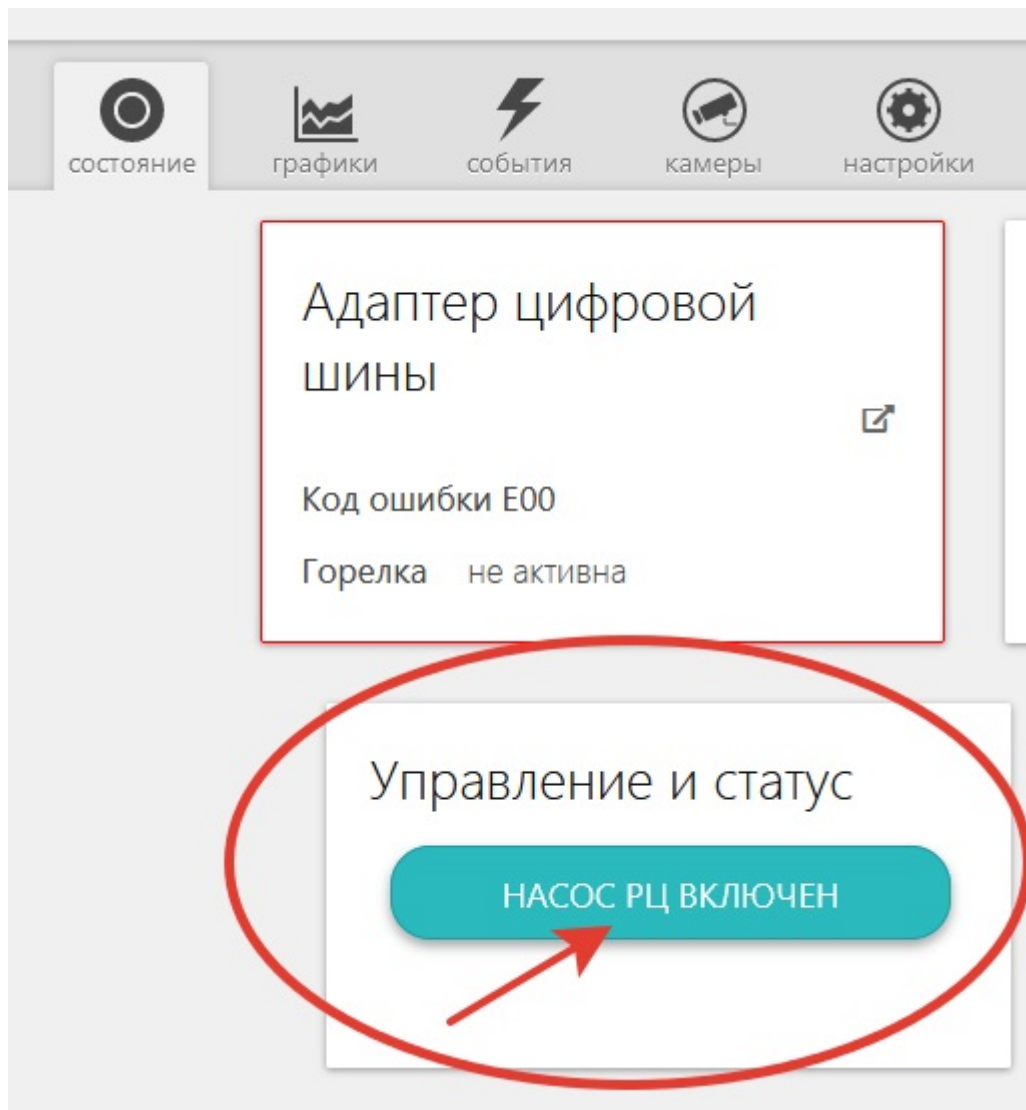 состояние
графики
события
камеры
настройки
Адаптер цифровой
шины
Код ошибки E00
Горелка не активна
Управление и статус
НАСОС РЦ ВКЛЮЧЕН